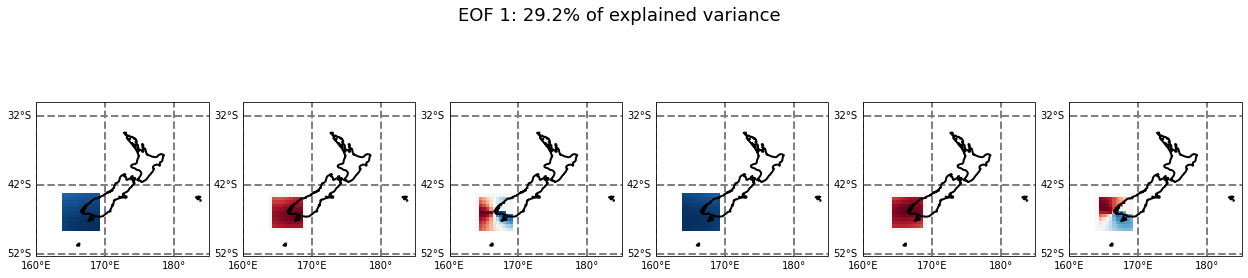 EOF 1: 29.2% of explained variance
32°S 32°S 32°S 32°S 32°S 32°S
42°S 42°S 42°S 42°S 42°S 42°S
52°S 52°S 52°S 52°S 52°S 52°S
160°E 170°E 180° 160°E 170°E 180° 160°E 170°E 180° 160°E 170°E 180° 160°E 170°E 180° 160°E 170°E 180°